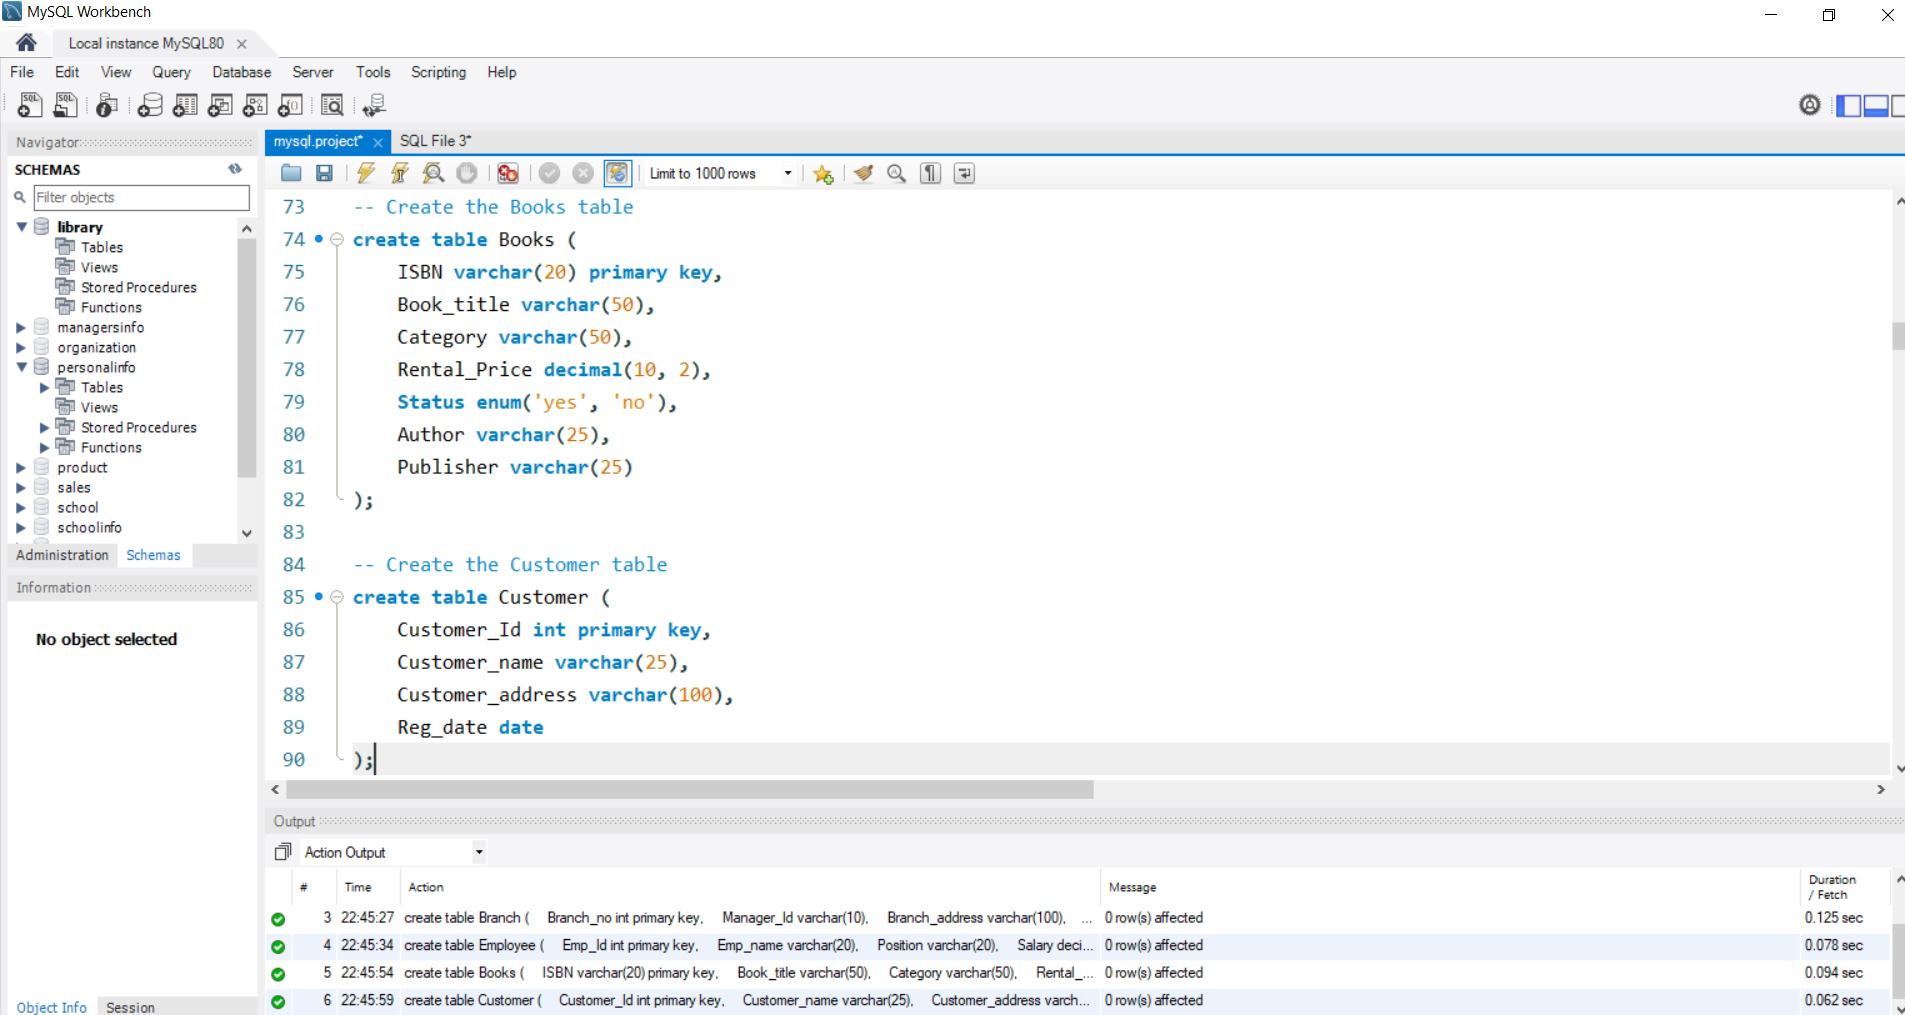 MySQL Workbench
Local instance MySQL80
File Edit View Query Database Server Tools Scripting Help
Navigator
SCHEMAS
Filter objects
library
Tables
Views
Stored Procedures
Functions
managersinfo
organization
personalinfo
Tables
Views
Stored Procedures
Functions
product
sales
school
schoolinfo
Administration Schemas
Information
No object selected
Object Info Session
mysql.project* SQL File 3*
Limit to 1000 rows
73 -- Create the Books table
74 create table Books (
75 ISBN varchar(20) primary key,
76 Book_title varchar(50),
77 Category varchar(50),
78 Rental_Price decimal(10, 2),
79 Status enum('yes', 'no'),
80 Author varchar(25),
81 Publisher varchar(25)
82 );
83
84 -- Create the Customer table
85 create table Customer (
86 Customer_Id int primary key,
87 Customer_name varchar(25),
88 Customer_address varchar(100),
89 Reg_date date
90 );
Output
Action Output
# Time Action Message Duration / Fetch
3 22:45:27 create table Branch ( Branch_no int primary key, Manager_Id varchar(10), Branch_address varchar(100), ... 0 row(s) affected 0.125 sec
4 22:45:34 create table Employee ( Emp_Id int primary key, Emp_name varchar(20), Position varchar(20), Salary deci... 0 row(s) affected 0.078 sec
5 22:45:54 create table Books ( ISBN varchar(20) primary key, Book_title varchar(50), Category varchar(50), Rental_... 0 row(s) affected 0.094 sec
6 22:45:59 create table Customer ( Customer_Id int primary key, Customer_name varchar(25), Customer_address varch... 0 row(s) affected 0.062 sec